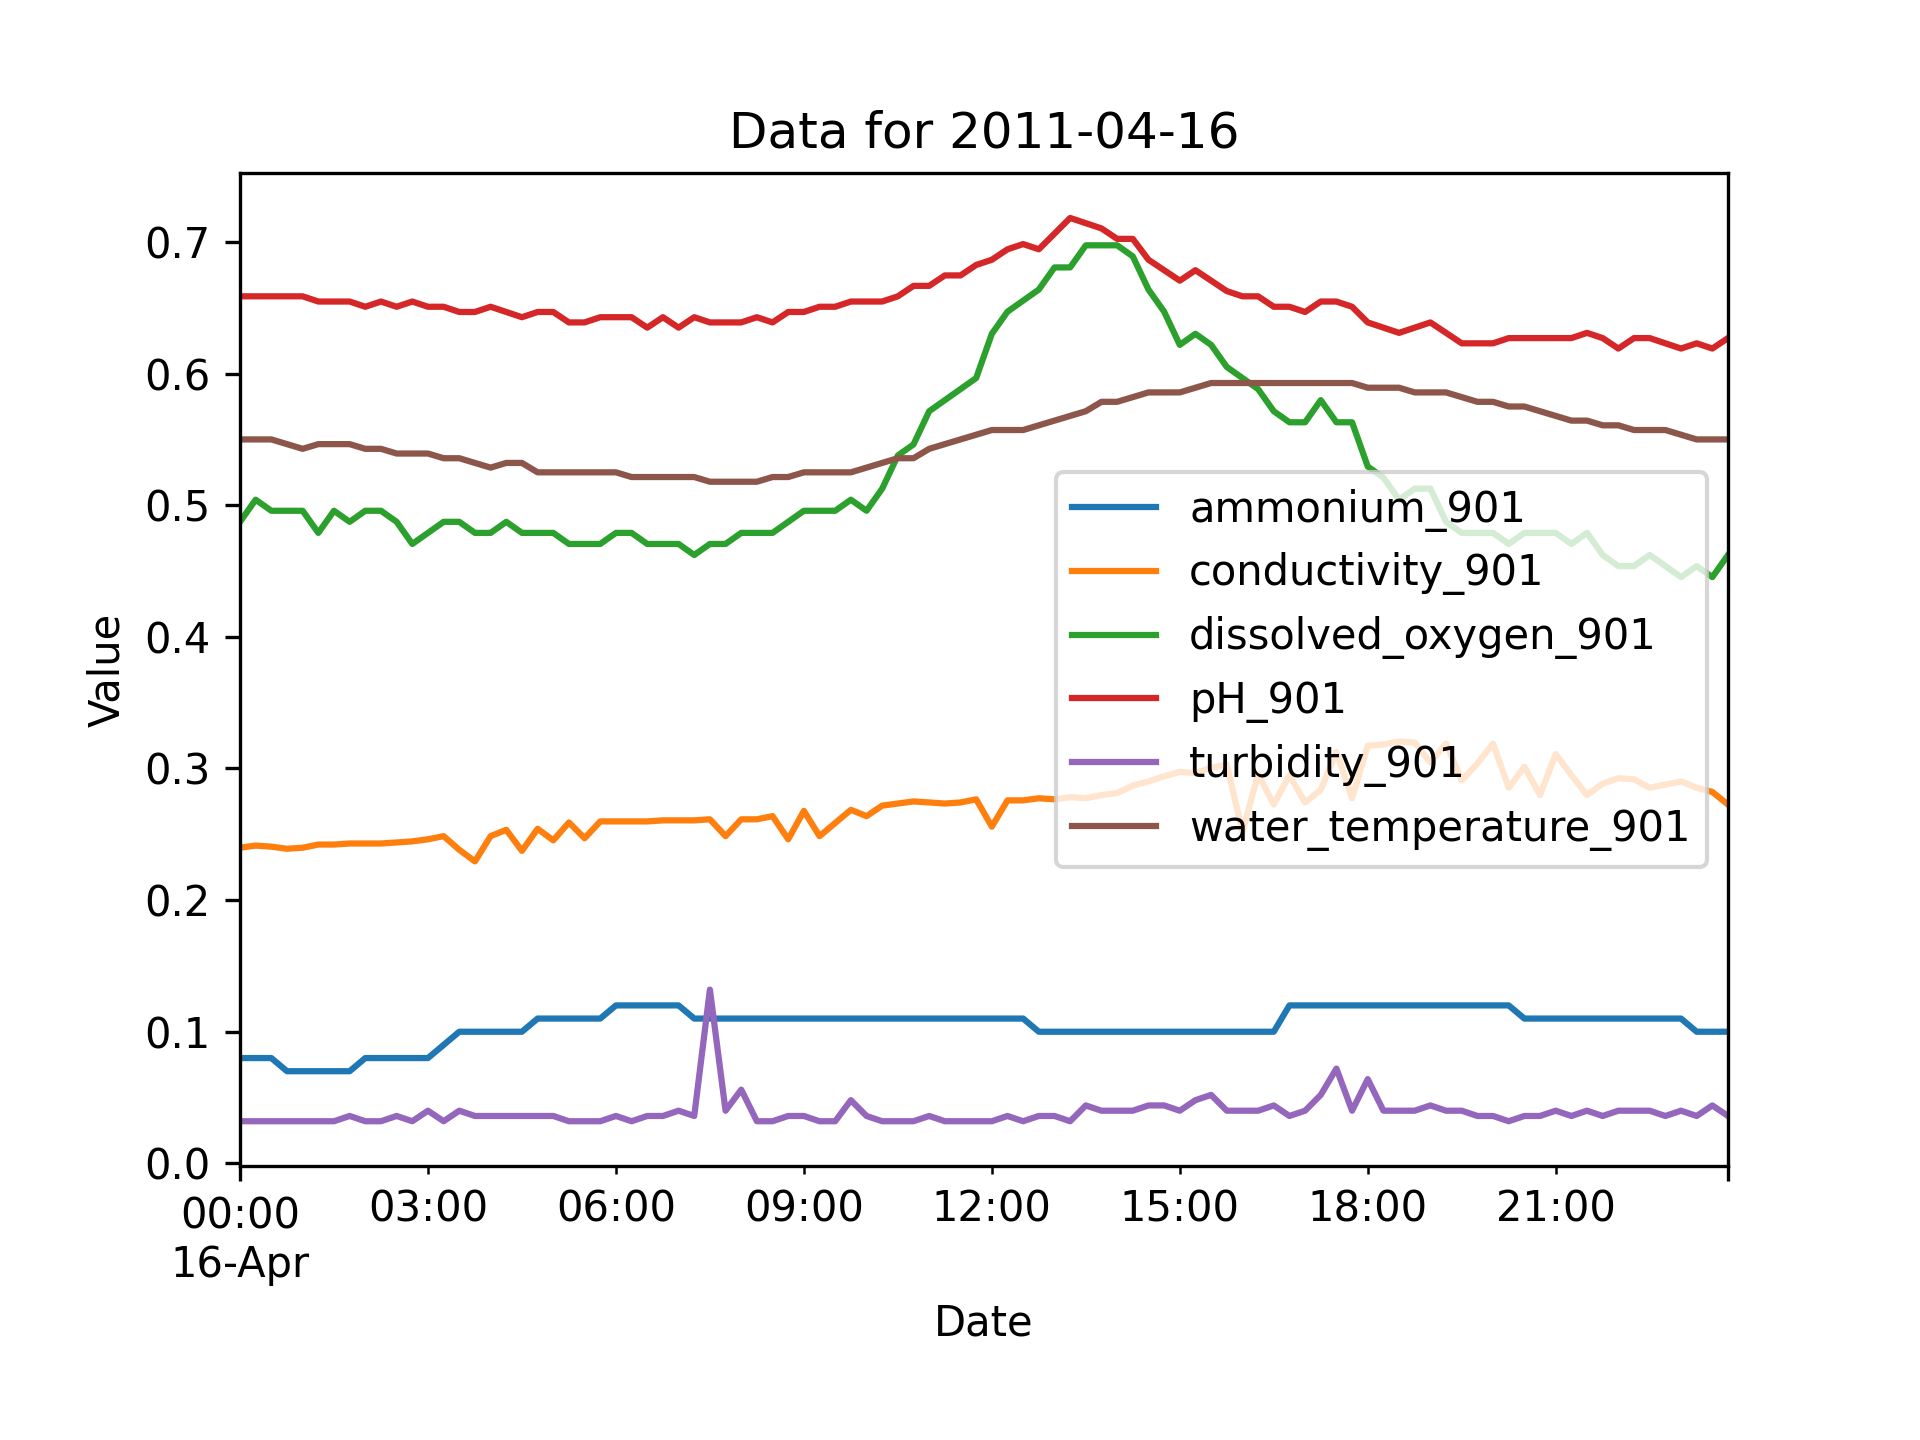 Data for 2011-04-16
Value
0.7
0.6
0.5
0.4
0.3
0.2
0.1
0.0
ammonium_901
conductivity_901
dissolved_oxygen_901
pH_901
turbidity_901
water_temperature_901
00:00 03:00 06:00 09:00 12:00 15:00 18:00 21:00
16-Apr
Date